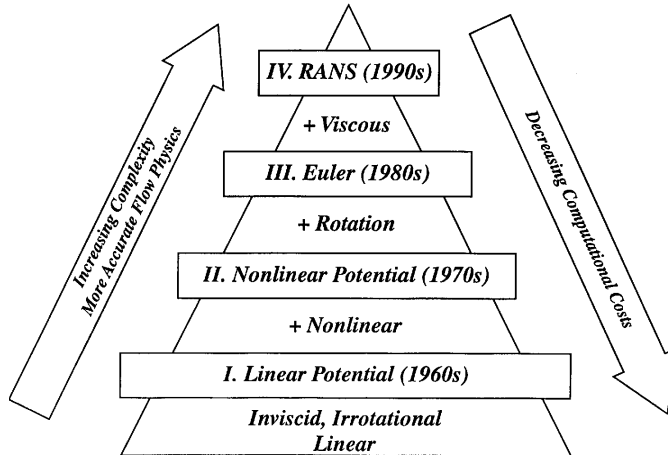 IV. RANS (1990s)
+ Viscous
III. Euler (1980s)
+ Rotation
II. Nonlinear Potential (1970s)
+ Nonlinear
I. Linear Potential (1960s)
Inviscid, Irrotational
Linear
Increasing Complexity
More Accurate Flow Physics
Decreasing Computational Costs